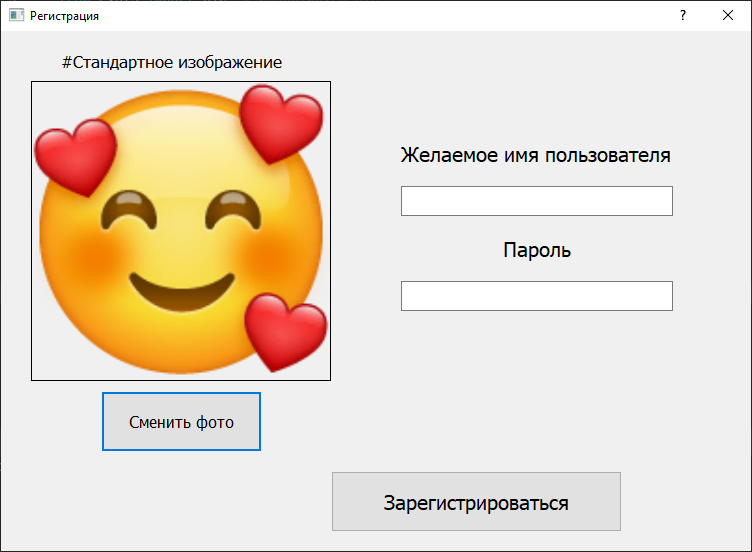 Регистрация
#Стандартное изображение
Желаемое имя пользователя
Пароль
Сменить фото
Зарегистрироваться